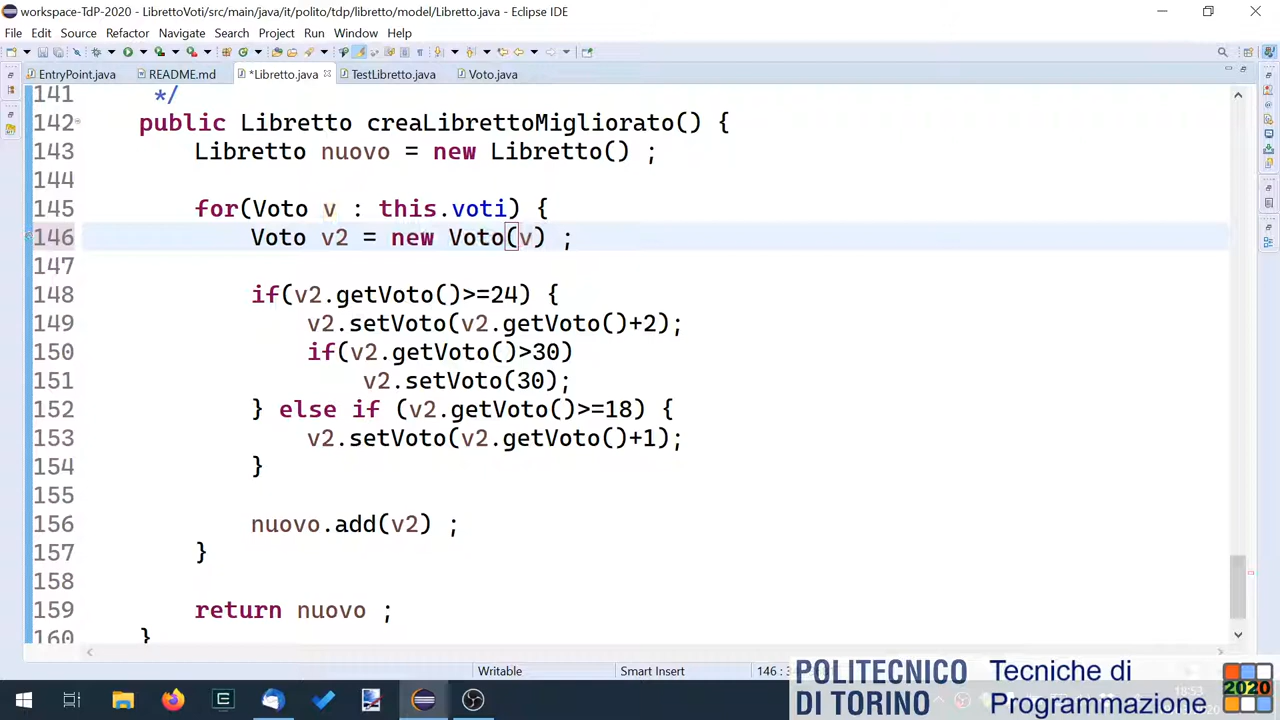 workspace-TdP-2020 - LibrettoVoti/src/main/java/it/polito/tdp/libretto/model/Libretto.java - Eclipse IDE
File Edit Source Refactor Navigate Search Project Run Window Help
EntryPoint.java README.md *Libretto.java TestLibretto.java Voto.java
141 */
142 public Libretto creaLibrettoMigliorato() {
143 Libretto nuovo = new Libretto() ;
144
145 for(Voto v : this.voti) {
146 Voto v2 = new Voto(v) ;
147
148 if(v2.getVoto()>=24) {
149 v2.setVoto(v2.getVoto()+2);
150 if(v2.getVoto()>30)
151 v2.setVoto(30);
152 } else if (v2.getVoto()>=18) {
153 v2.setVoto(v2.getVoto()+1);
154 }
155
156 nuovo.add(v2) ;
157 }
158
159 return nuovo ;
160 }
Writable Smart Insert 146 :
POLITECNICO
DI TORINO
Tecniche di
Programmazione
2020